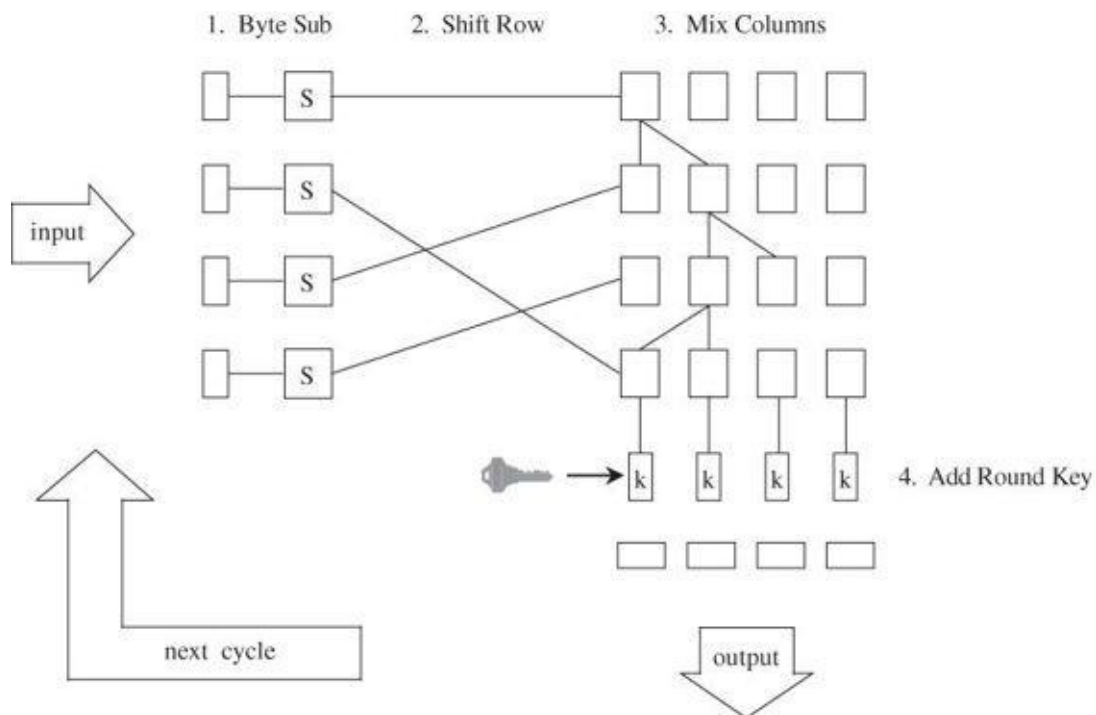 1. Byte Sub 2. Shift Row 3. Mix Columns
S
S
input
S
S
k k k k 4. Add Round Key
next cycle
output